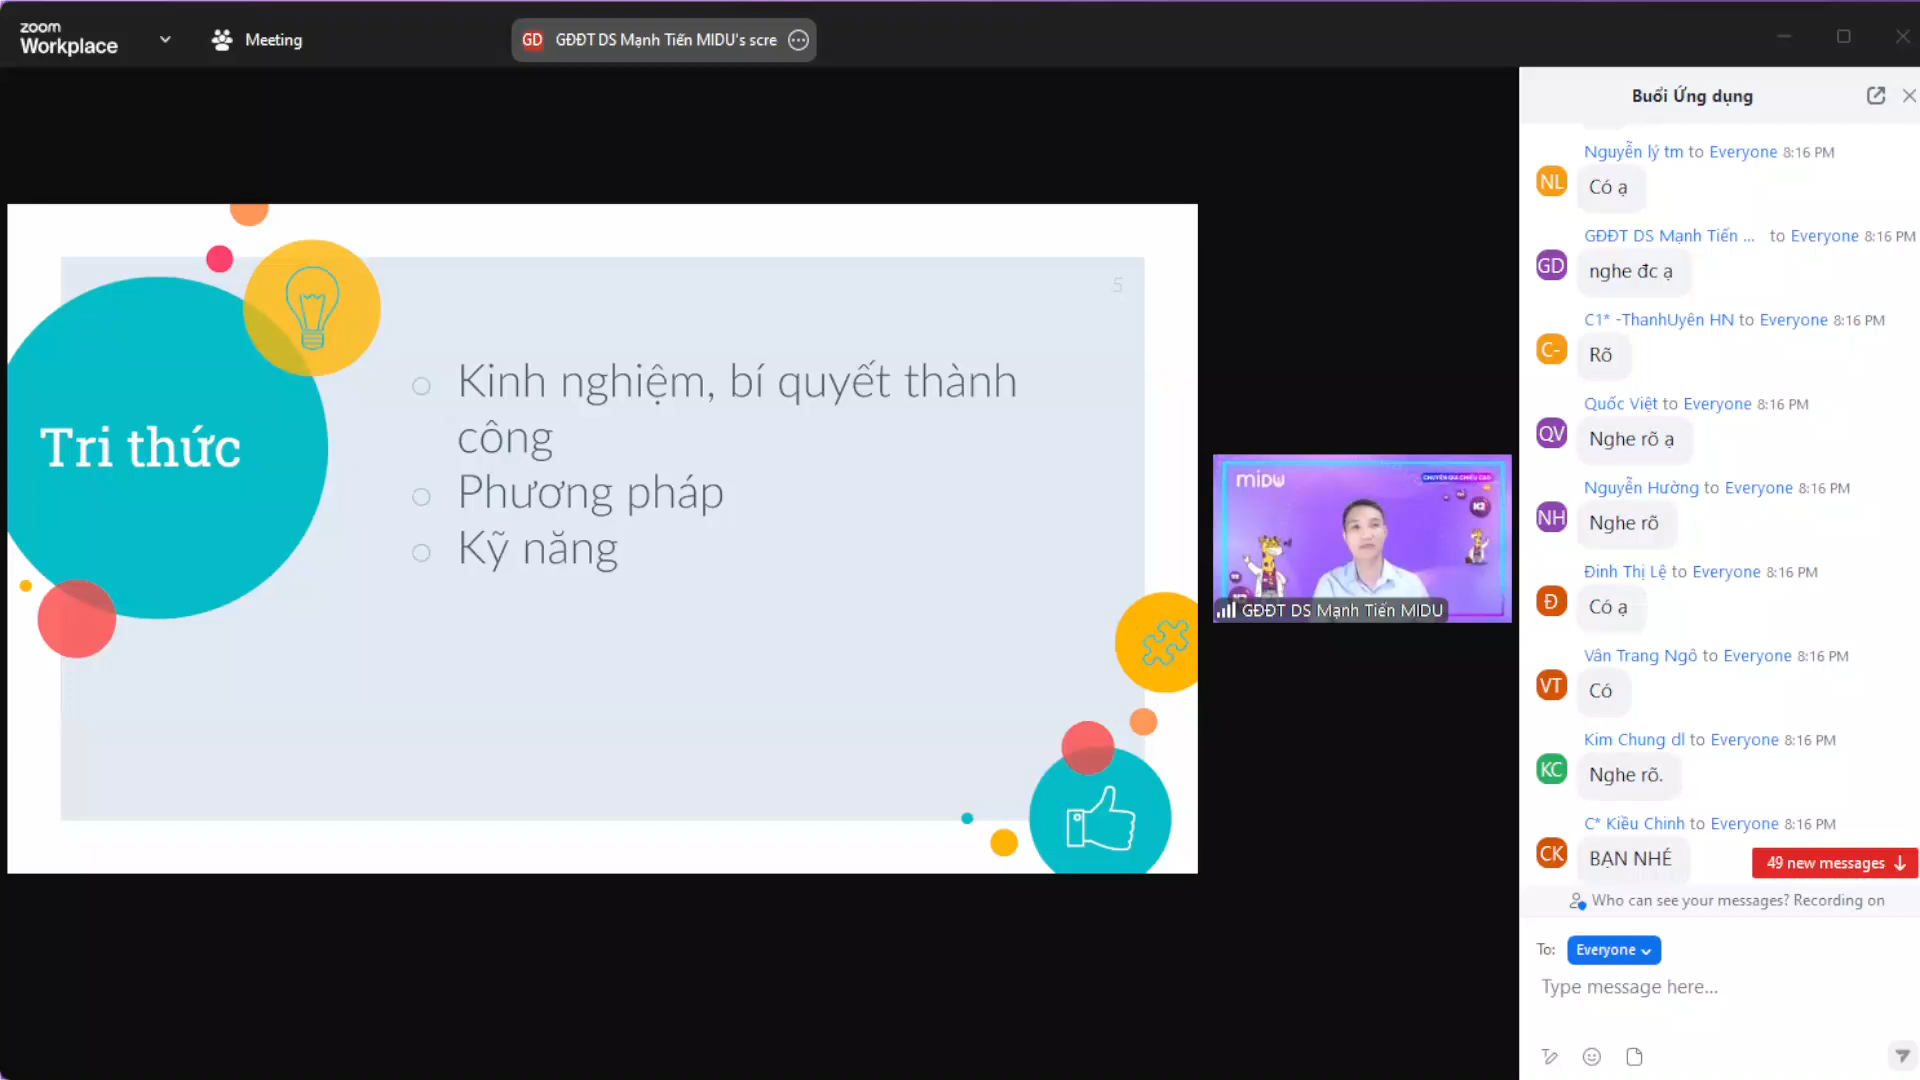 zoom
Workplace
Meeting
GD GĐĐT DS Mạnh Tiến MIDU's scre
Tri thức
5
Kinh nghiệm, bí quyết thành
công
Phương pháp
Kỹ năng
miDU
CHUYÊN GIA CHIỀU CAO
K2
GĐĐT DS Mạnh Tiến MIDU
Buổi Ứng dụng
Nguyễn lý tm to Everyone 8:16 PM
NL
Có ạ
GĐĐT DS Mạnh Tiến ... to Everyone 8:16 PM
GD
nghe đc ạ
C1* -ThanhUyên HN to Everyone 8:16 PM
C-
Rõ
Quốc Việt to Everyone 8:16 PM
QV
Nghe rõ ạ
Nguyễn Hường to Everyone 8:16 PM
NH
Nghe rõ
Đinh Thị Lệ to Everyone 8:16 PM
Đ
Có ạ
Vân Trang Ngô to Everyone 8:16 PM
VT
Có
Kim Chung dl to Everyone 8:16 PM
KC
Nghe rõ.
C* Kiều Chinh to Everyone 8:16 PM
CK
BẠN NHÉ
49 new messages
Who can see your messages? Recording on
To: Everyone
Type message here...